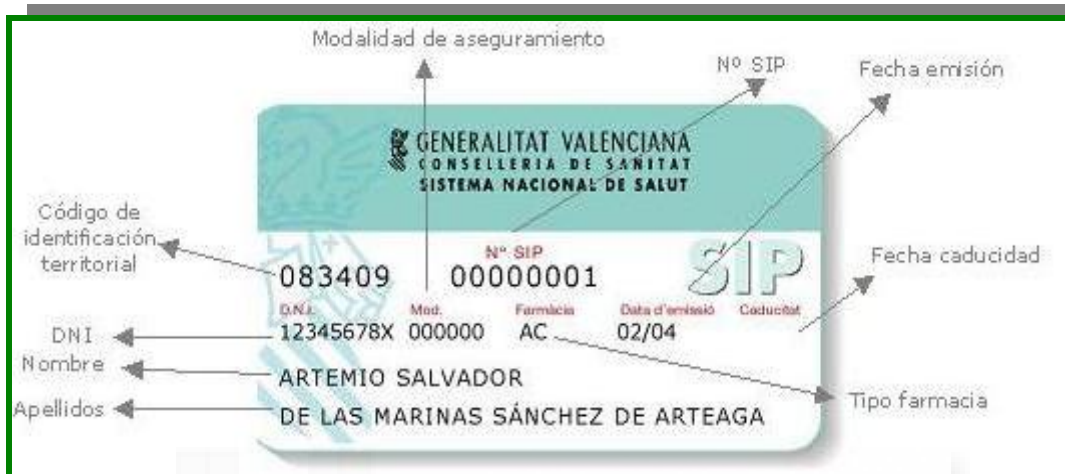 Modalidad de aseguramiento
Nº SIP
Fecha emisión
GENERALITAT VALENCIANA
CONSELLERIA DE SANITAT
SISTEMA NACIONAL DE SALUT
Código de
identificación
territorial
Nº SIP
SIP
Fecha caducidad
083409 00000001
D.N.I. Mod. Farmàcia Data d'emissió Caducitat
DNI
12345678X 000000 AC 02/04
Nombre
ARTEMIO SALVADOR
Tipo farmacia
Apellidos
DE LAS MARINAS SÁNCHEZ DE ARTEAGA